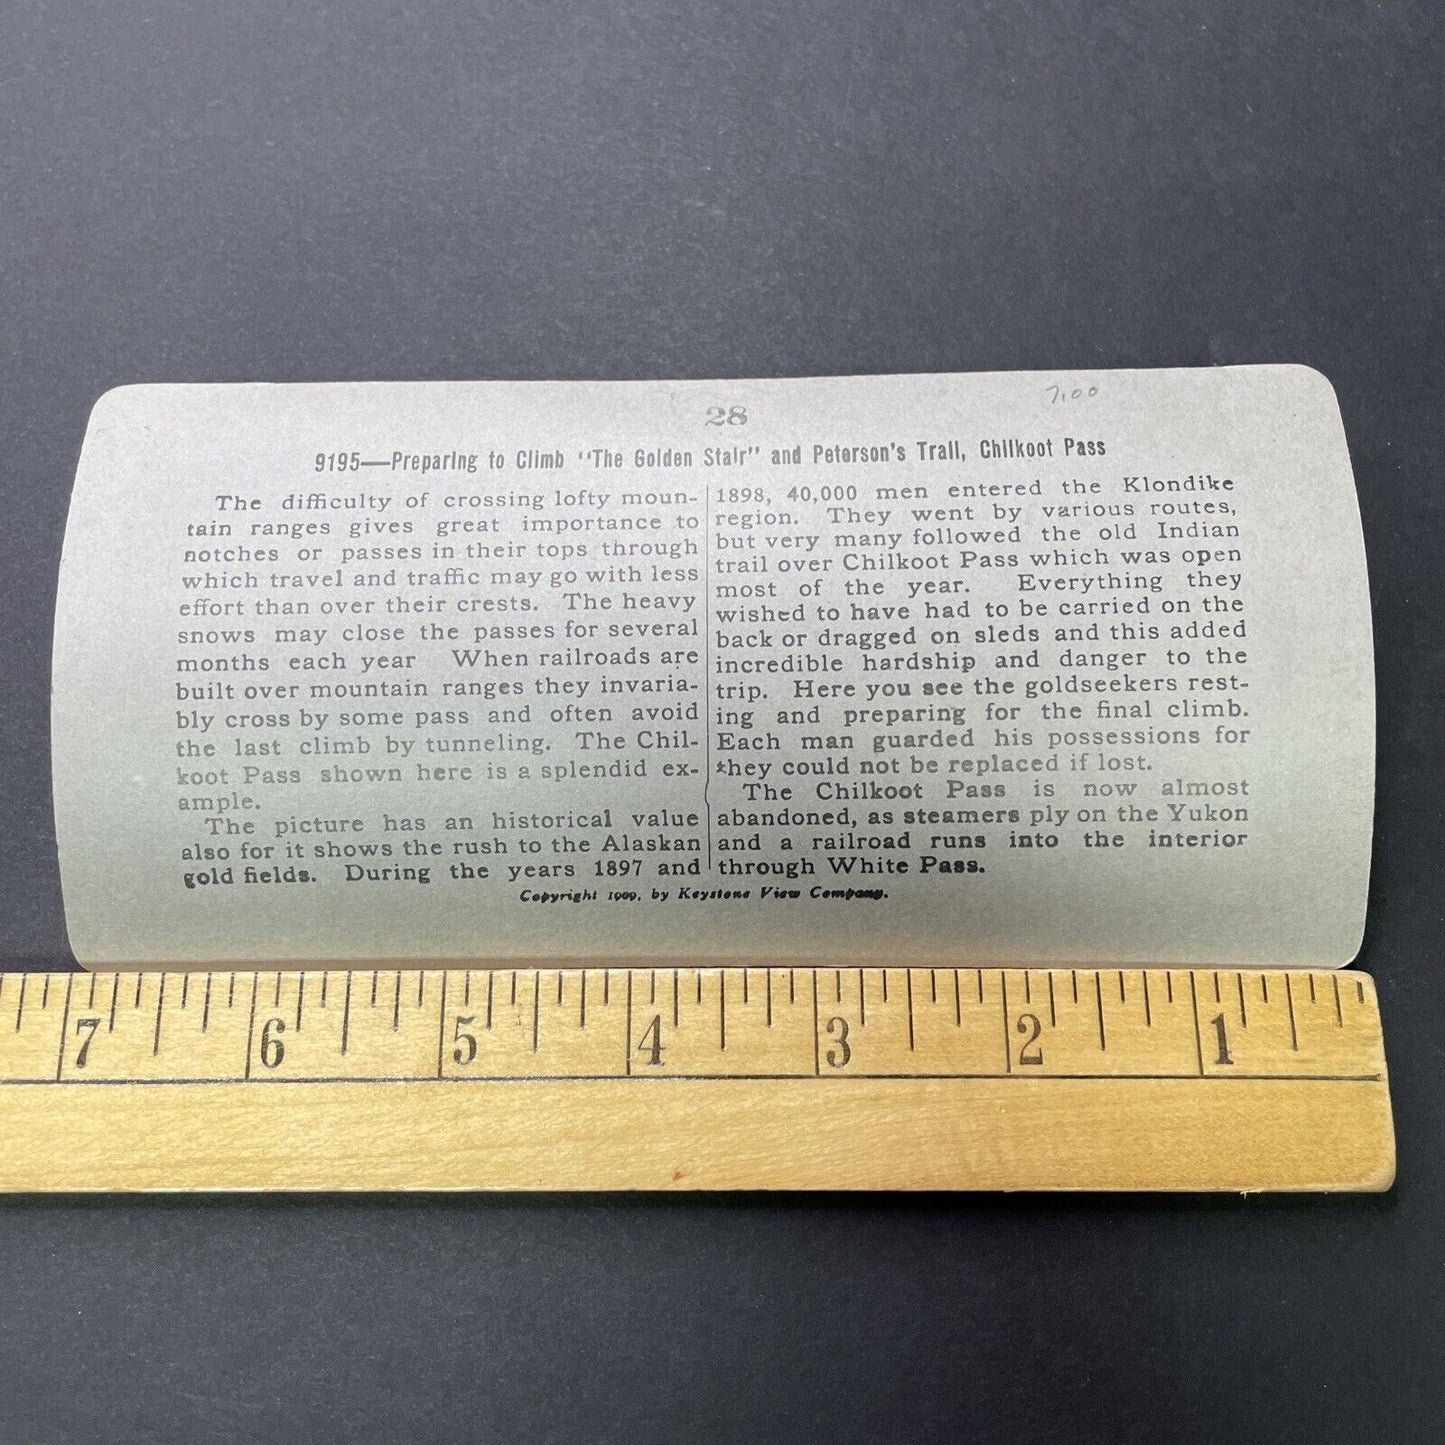 7.00
28
9195—Preparing to Climb "The Golden Stair" and Peterson's Trail, Chilkoot Pass
The difficulty of crossing lofty moun-
tain ranges gives great importance to
notches or passes in their tops through
which travel and traffic may go with less
effort than over their crests. The heavy
snows may close the passes for several
months each year When railroads are
built over mountain ranges they invaria-
bly cross by some pass and often avoid
the last climb by tunneling. The Chil-
koot Pass shown here is a splendid ex-
ample.
The picture has an historical value
also for it shows the rush to the Alaskan
gold fields. During the years 1897 and
1898, 40,000 men entered the Klondike
region. They went by various routes,
but very many followed the old Indian
trail over Chilkoot Pass which was open
most of the year. Everything they
wished to have had to be carried on the
back or dragged on sleds and this added
incredible hardship and danger to the
trip. Here you see the goldseekers rest-
ing and preparing for the final climb.
Each man guarded his possessions for
they could not be replaced if lost.
The Chilkoot Pass is now almost
abandoned, as steamers ply on the Yukon
and a railroad runs into the interior
through White Pass.
Copyright 1909, by Keystone View Company.
7 6 5 4 3 2 1